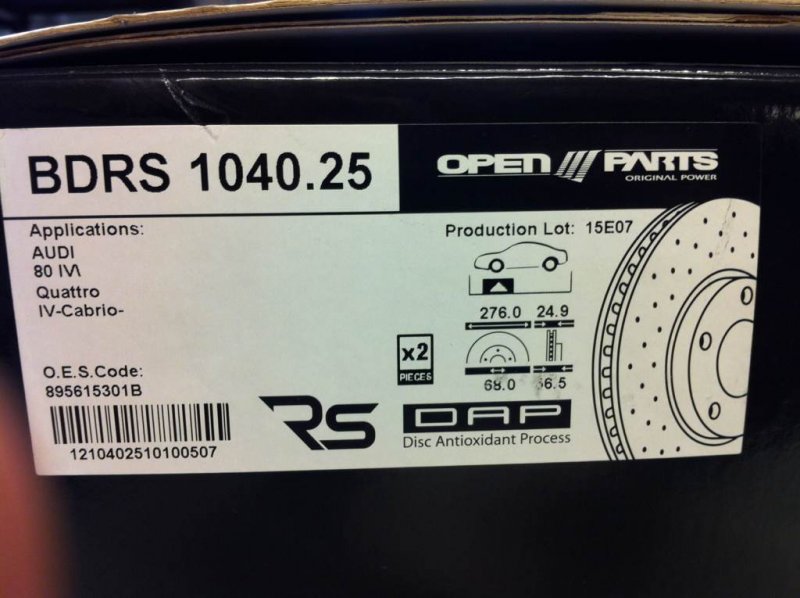 BDRS 1040.25
OPEN PARTS
ORIGINAL POWER
Applications:
AUDI
80 IV\
Quattro
IV-Cabrio-
Production Lot: 15E07
276.0 24.9
x2
PIECES
68.0 56.5
O.E.S.Code:
895615301B
1210402510100507
RS
DAP
Disc Antioxidant Process